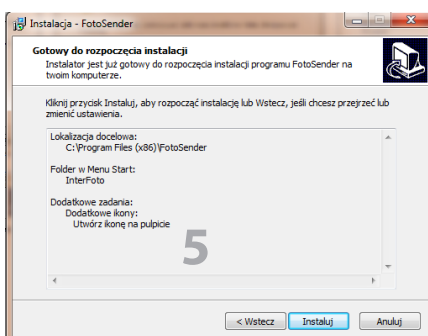 Instalacja - FotoSender
Gotowy do rozpoczęcia instalacji
Instalator jest już gotowy do rozpoczęcia instalacji programu FotoSender na
twoim komputerze.
Kliknij przycisk Instaluj, aby rozpocząć instalację lub Wstecz, jeśli chcesz przejrzeć lub
zmienić ustawienia.
Lokalizacja docelowa:
C:\Program Files (x86)\FotoSender
Folder w Menu Start:
InterFoto
Dodatkowe zadania:
Dodatkowe ikony:
Utwórz ikonę na pulpicie
5
< Wstecz
Instaluj
Anuluj